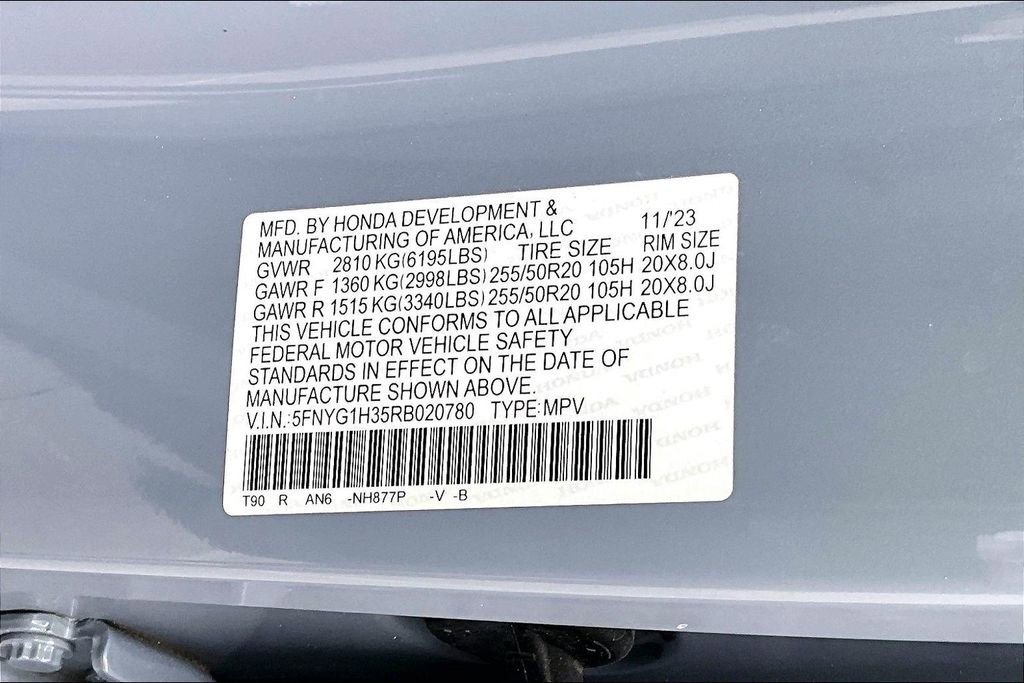 MFD. BY HONDA DEVELOPMENT &
MANUFACTURING OF AMERICA, LLC 11/'23
GVWR 2810 KG(6195LBS) TIRE SIZE RIM SIZE
GAWR F 1360 KG(2998LBS) 255/50R20 105H 20X8.0J
GAWR R 1515 KG(3340LBS) 255/50R20 105H 20X8.0J
THIS VEHICLE CONFORMS TO ALL APPLICABLE
FEDERAL MOTOR VEHICLE SAFETY
STANDARDS IN EFFECT ON THE DATE OF
MANUFACTURE SHOWN ABOVE.
V.I.N.:5FNYG1H35RB020780 TYPE:MPV
T90 R AN6 -NH877P -V -B